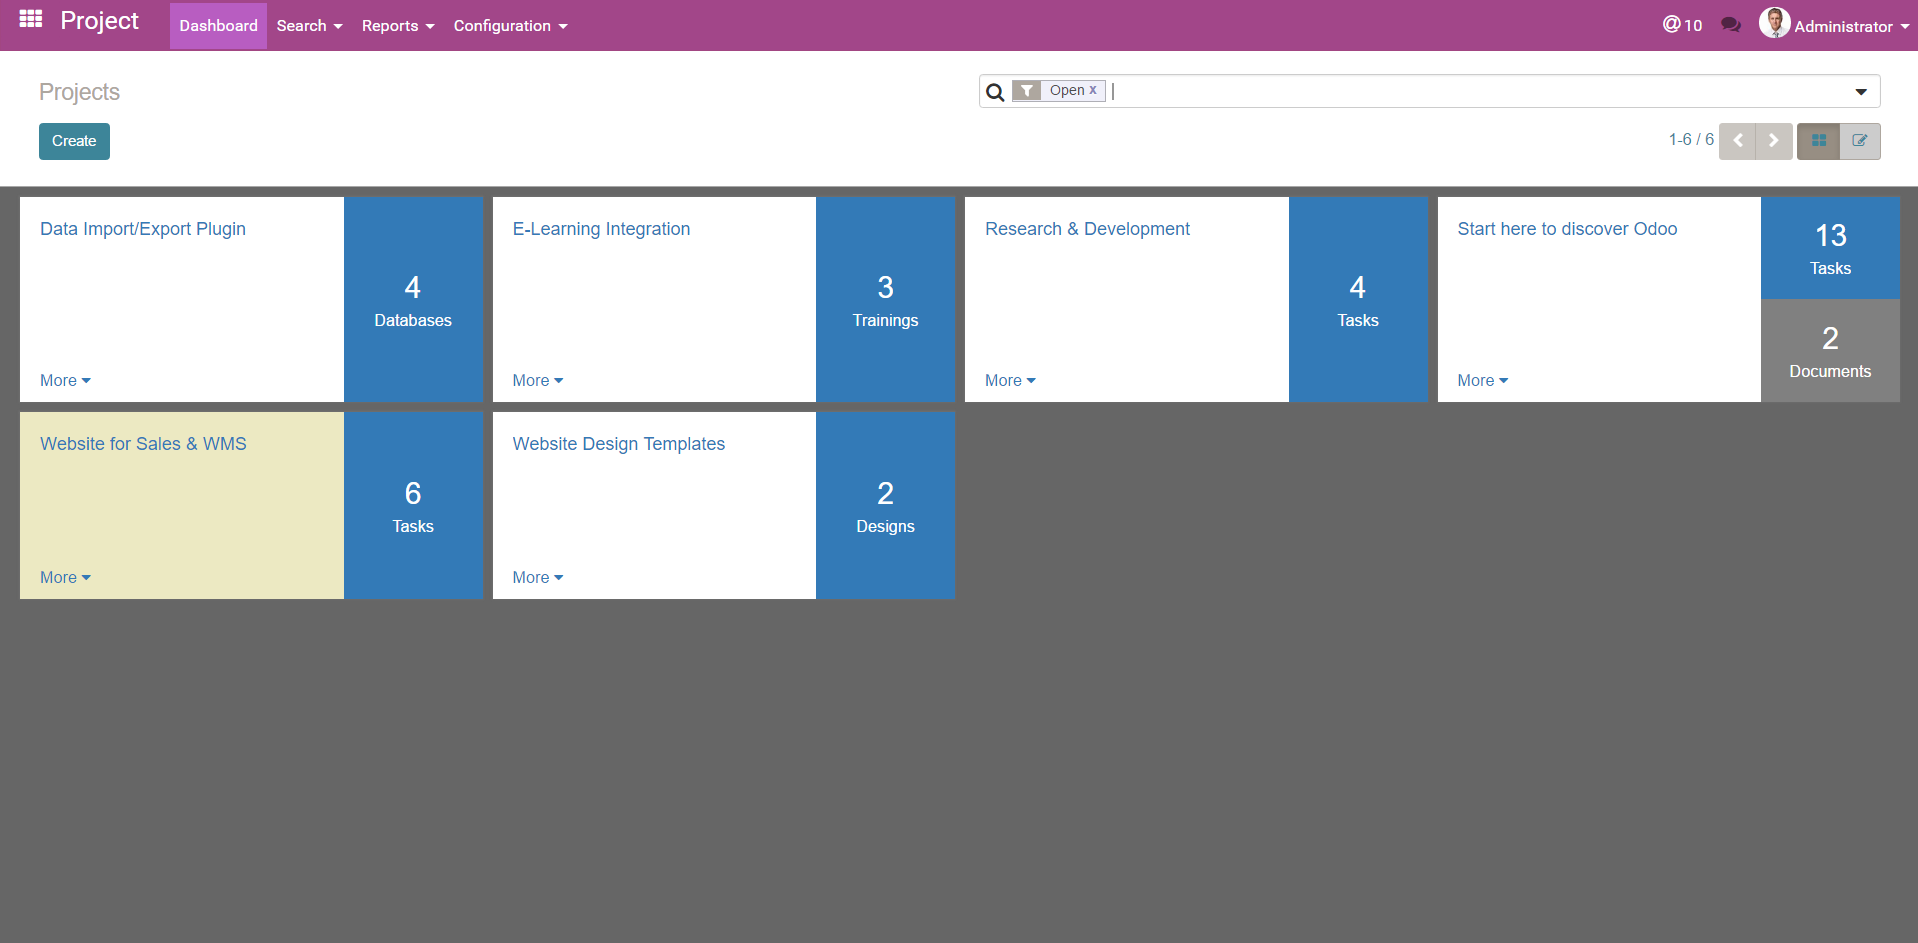 Project
Dashboard
Search
Reports
Configuration
@ 10
Administrator
Projects
Open x
Create
1-6 / 6
Data Import/Export Plugin
4
Databases
More
E-Learning Integration
3
Trainings
More
Research & Development
4
Tasks
More
Start here to discover Odoo
13
Tasks
2
Documents
More
Website for Sales & WMS
6
Tasks
More
Website Design Templates
2
Designs
More